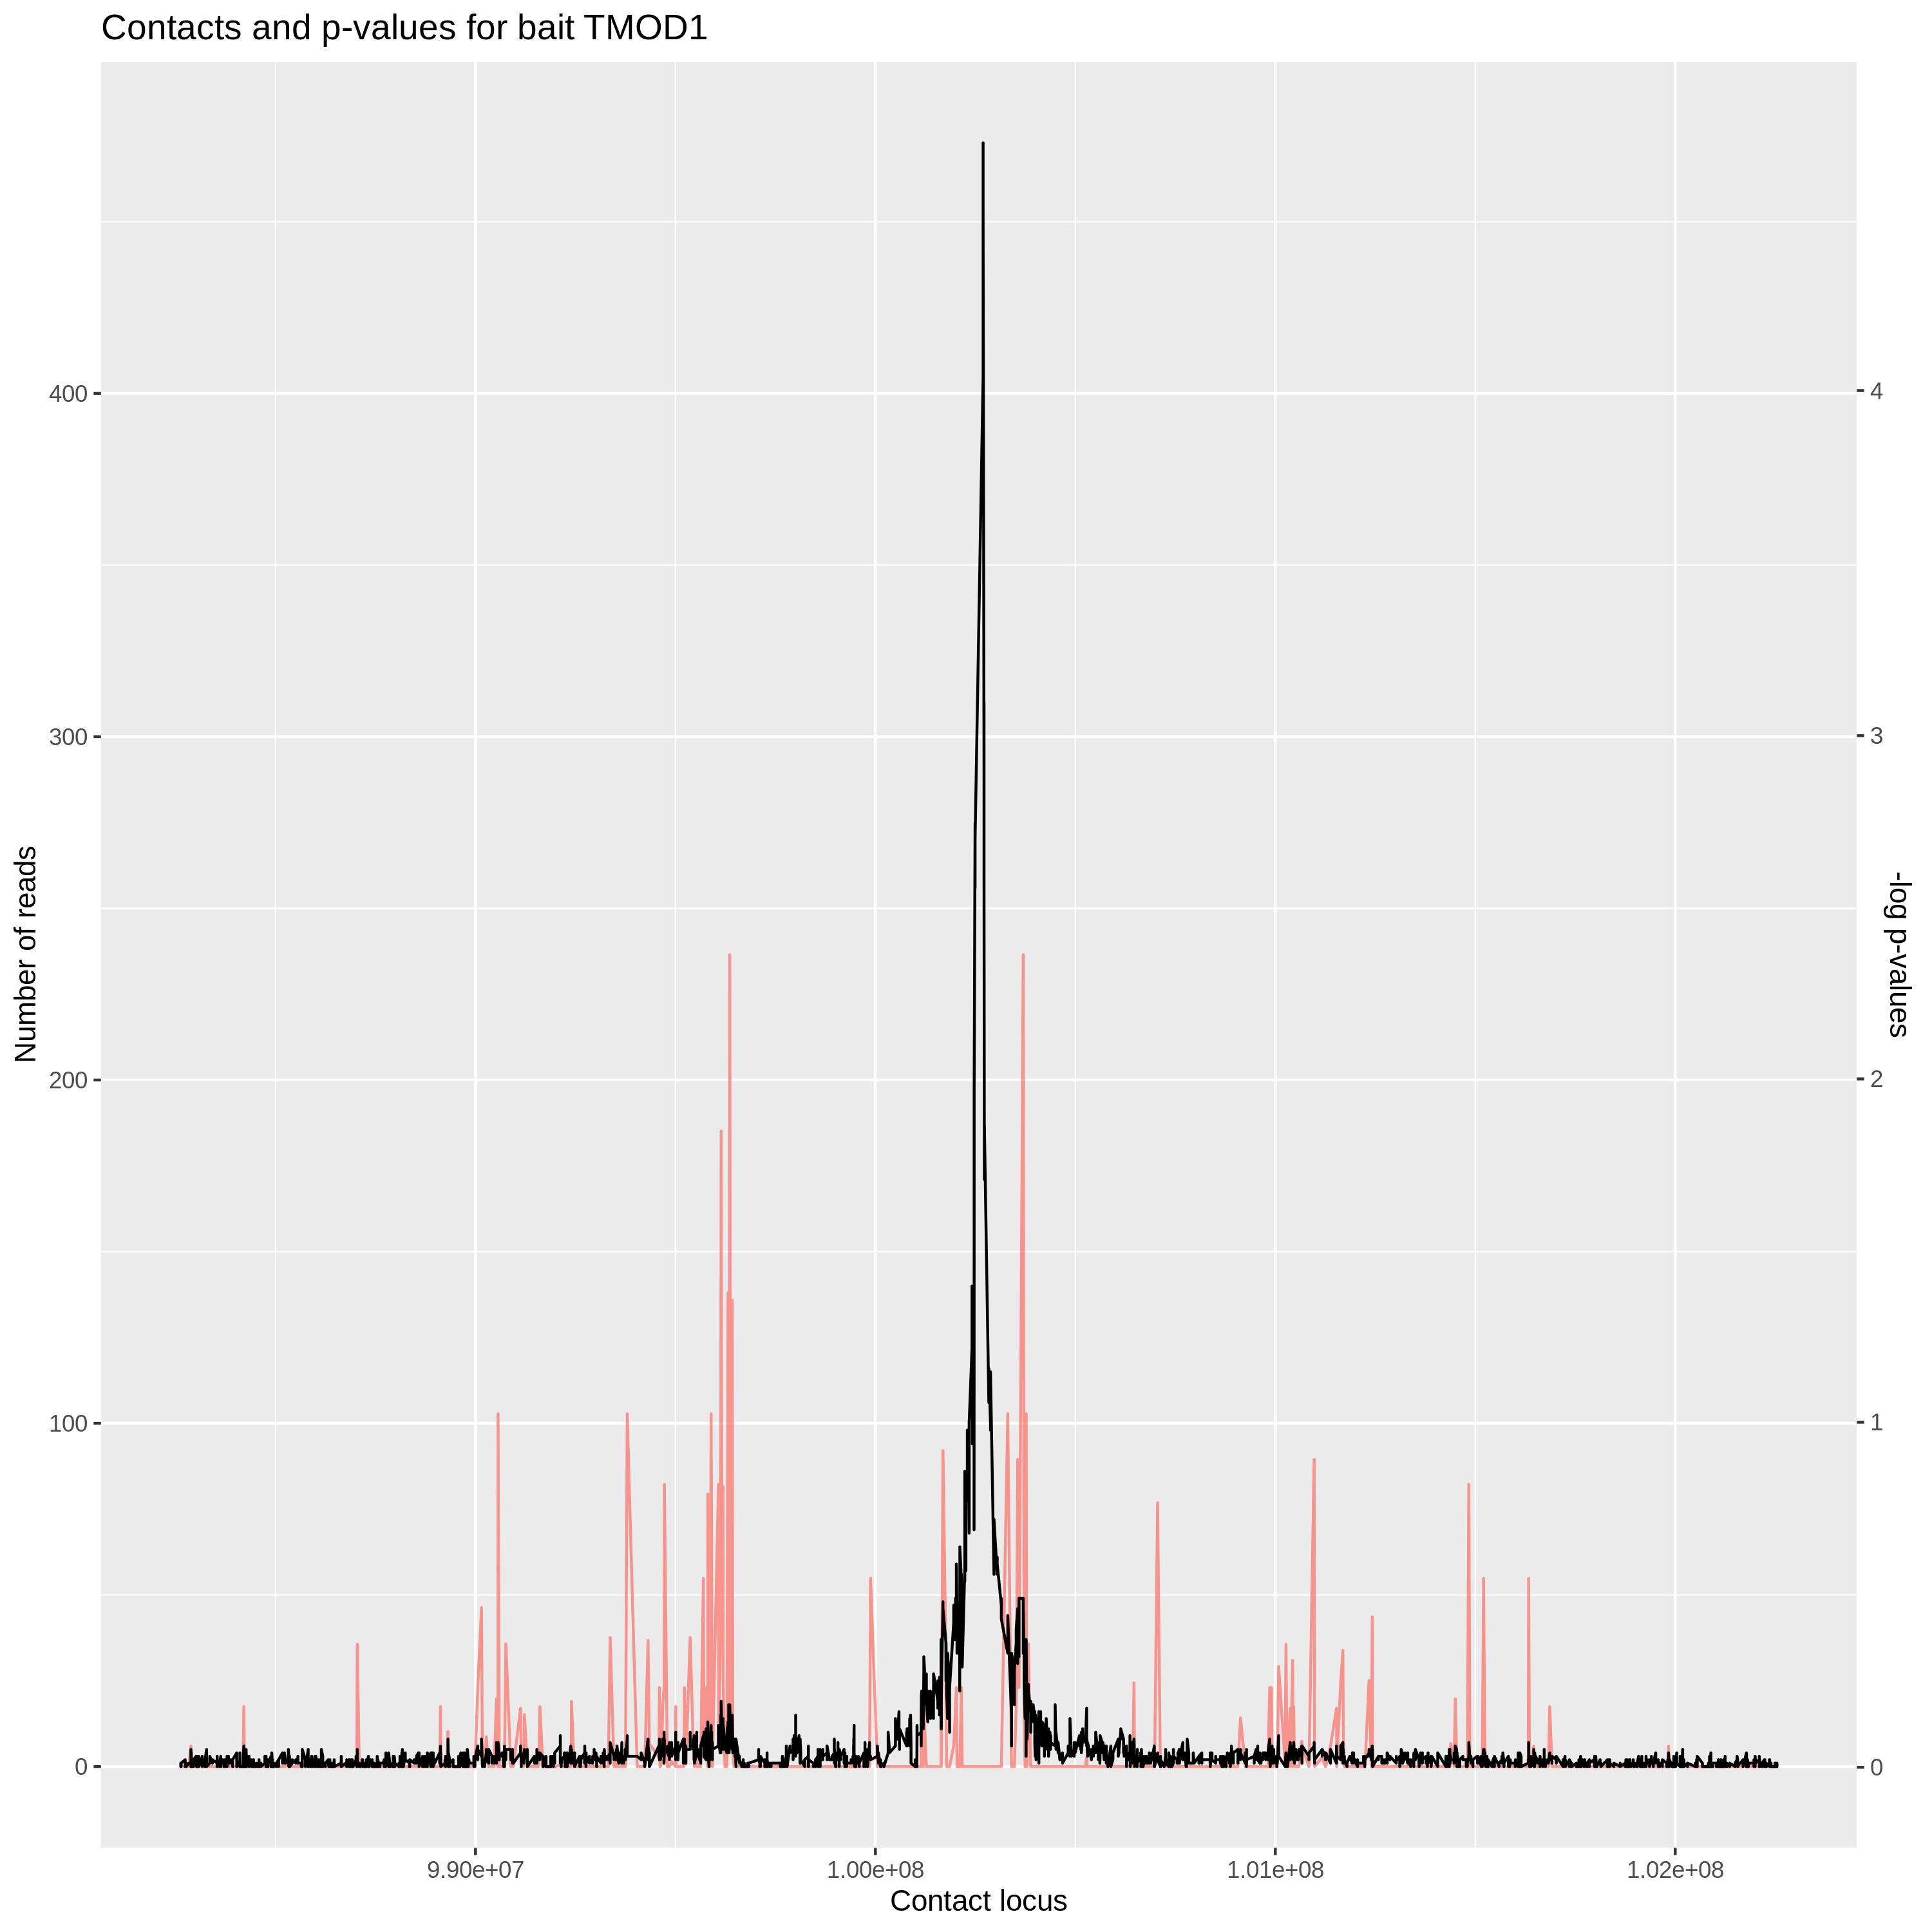 Contacts and p-values for bait TMOD1
Number of reads
400
300
200
100
0
4
3
2
1
0
-log p-values
9.90e+07
1.00e+08
1.01e+08
1.02e+08
Contact locus